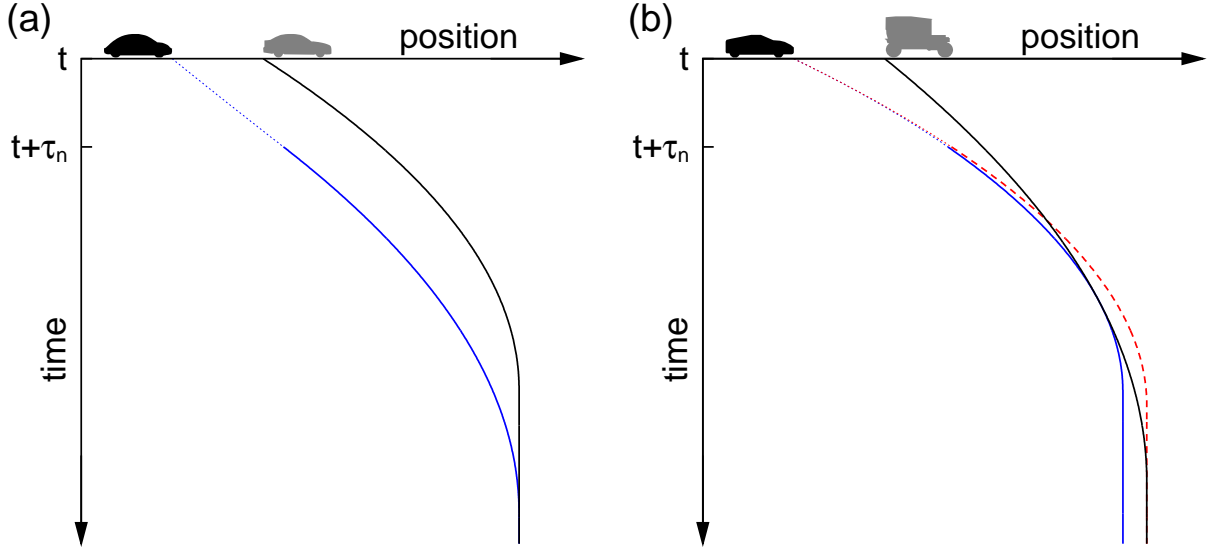 (a)
position
t
t+τn
time
(b)
position
t
t+τn
time